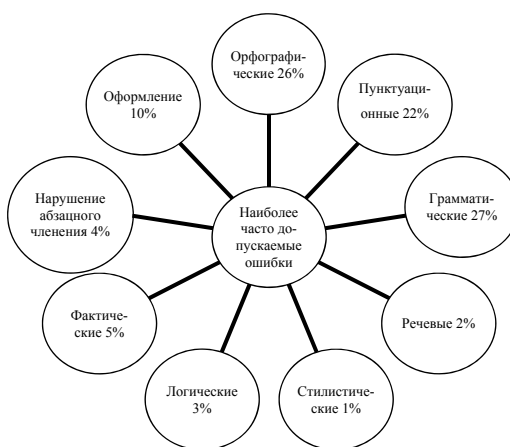 Орфографи-
ческие 26%
Пунктуаци-
онные 22%
Оформление
10%
Грамматі-
ческие 27%
Нарушение
абзацного
членения 4%
Наиболее
часто до-
пускаемые
ошибки
Фактиче-
ские 5%
Речевые 2%
Логические
3%
Стилистиче-
ские 1%